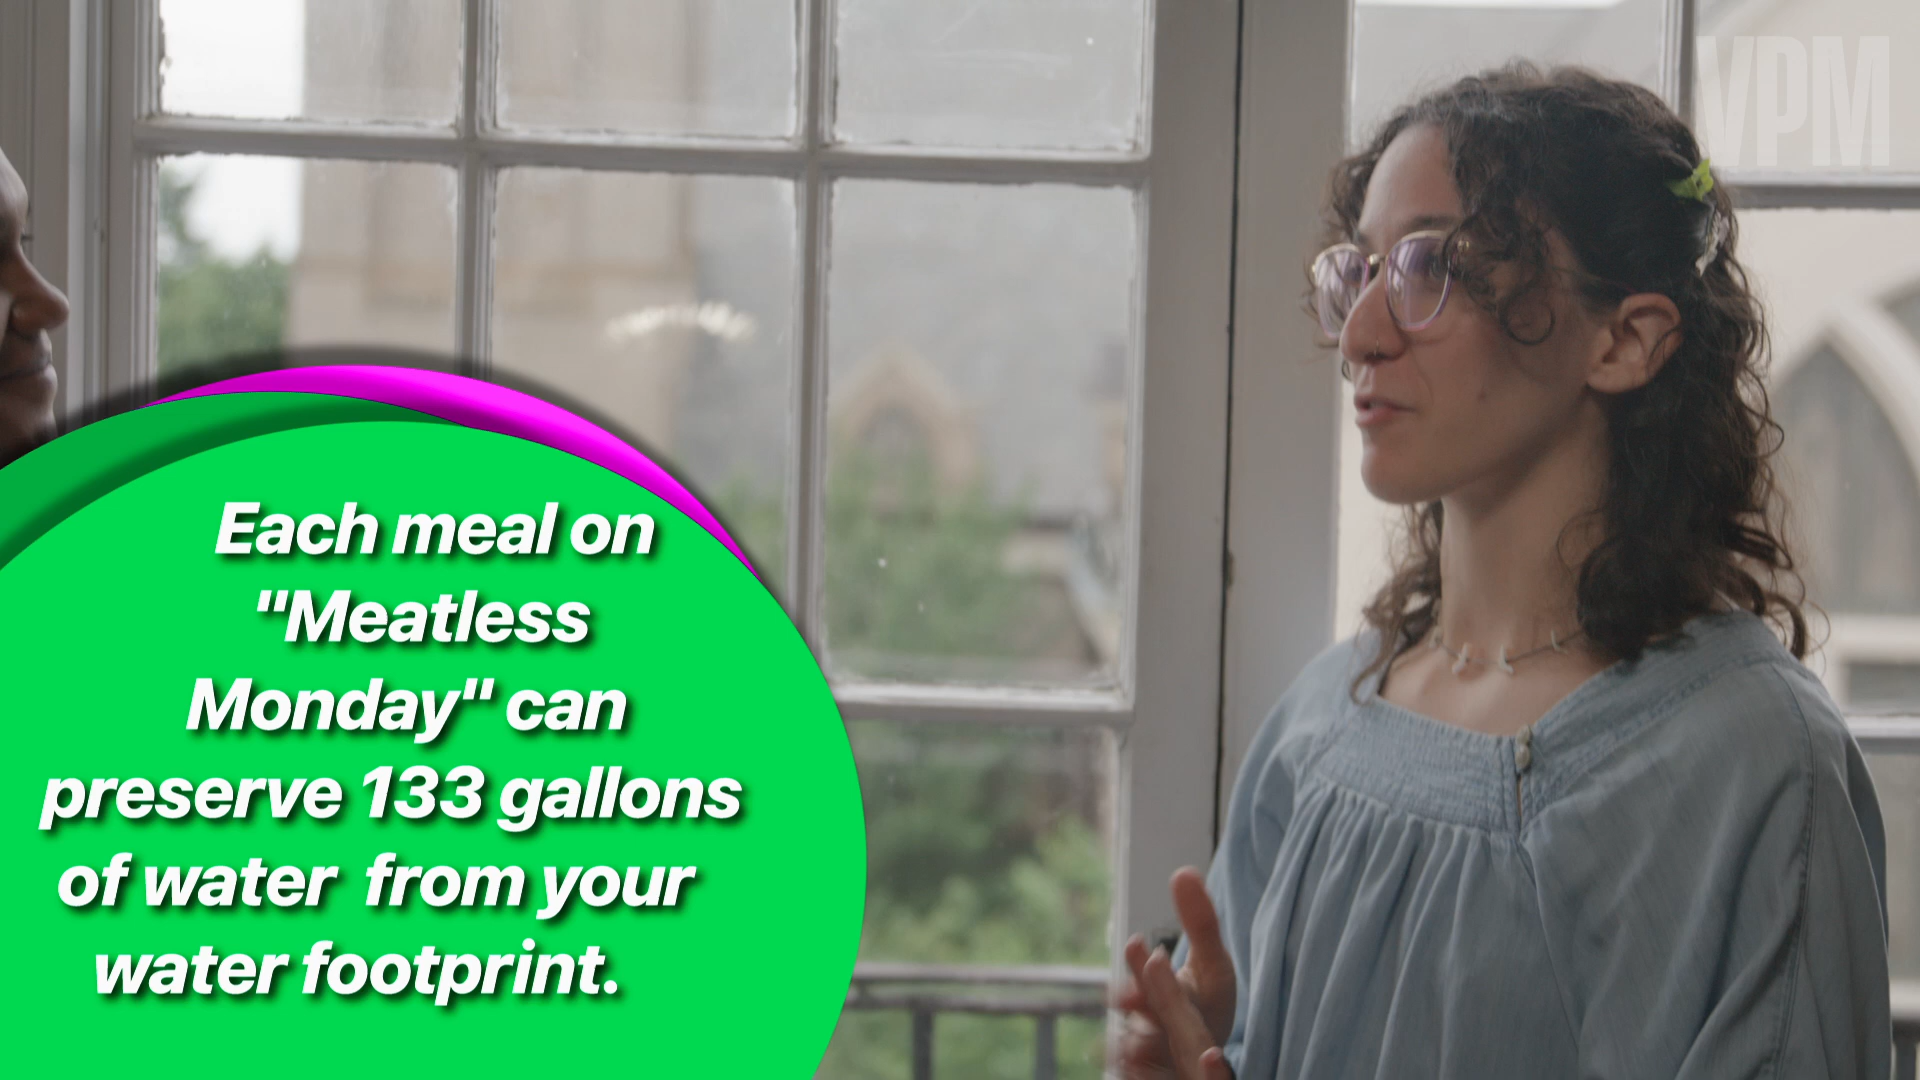 VPM
Each meal on
"Meatless
Monday" can
preserve 133 gallons
of water  from your
water footprint.